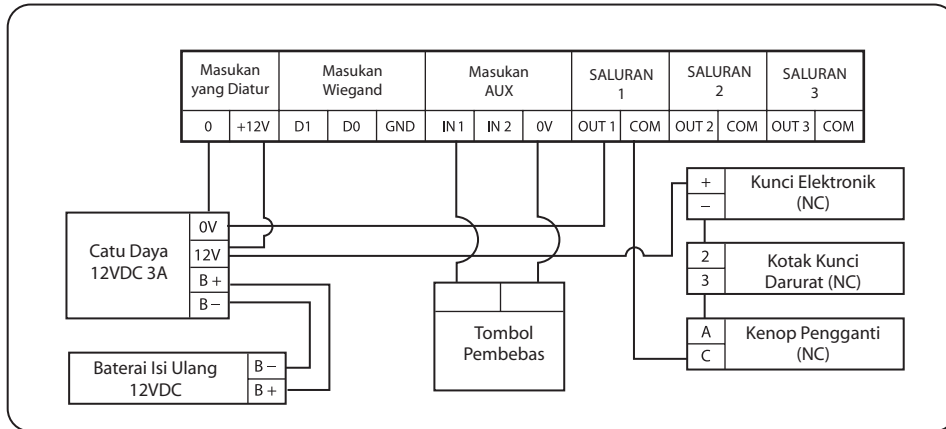 Masukan
yang Diatur
Masukan
Wiegand
Masukan
AUX
SALURAN
1
SALURAN
2
SALURAN
3
0 +12V D1 D0 GND IN 1 IN 2 0V OUT 1 COM OUT 2 COM OUT 3 COM
Catu Daya
12VDC 3A
0V
12V
B +
B –
Baterai Isi Ulang
12VDC
B –
B +
Tombol
Pembebas
+
–
Kunci Elektronik
(NC)
2
3
Kotak Kunci
Darurat (NC)
A
C
Kenop Pengganti
(NC)